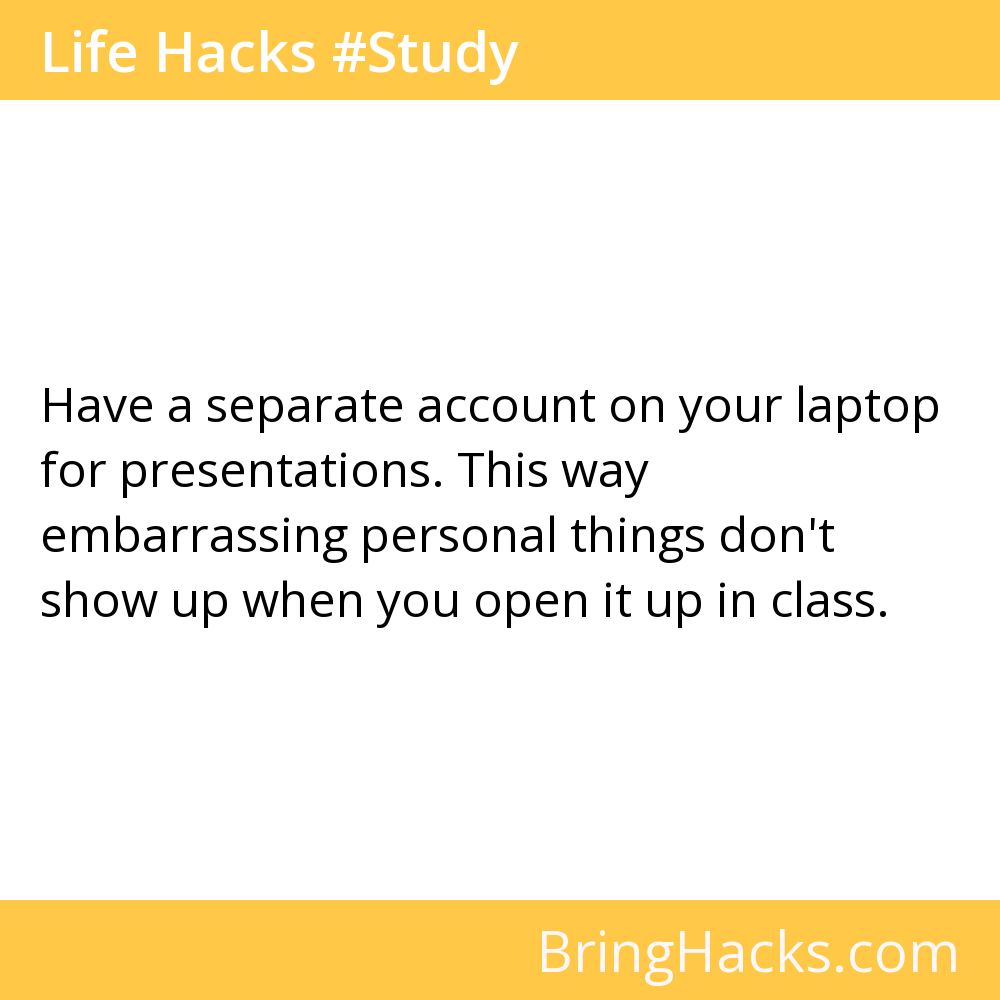 Life Hacks #Study
Have a separate account on your laptop
for presentations. This way
embarrassing personal things don't
show up when you open it up in class.
BringHacks.com